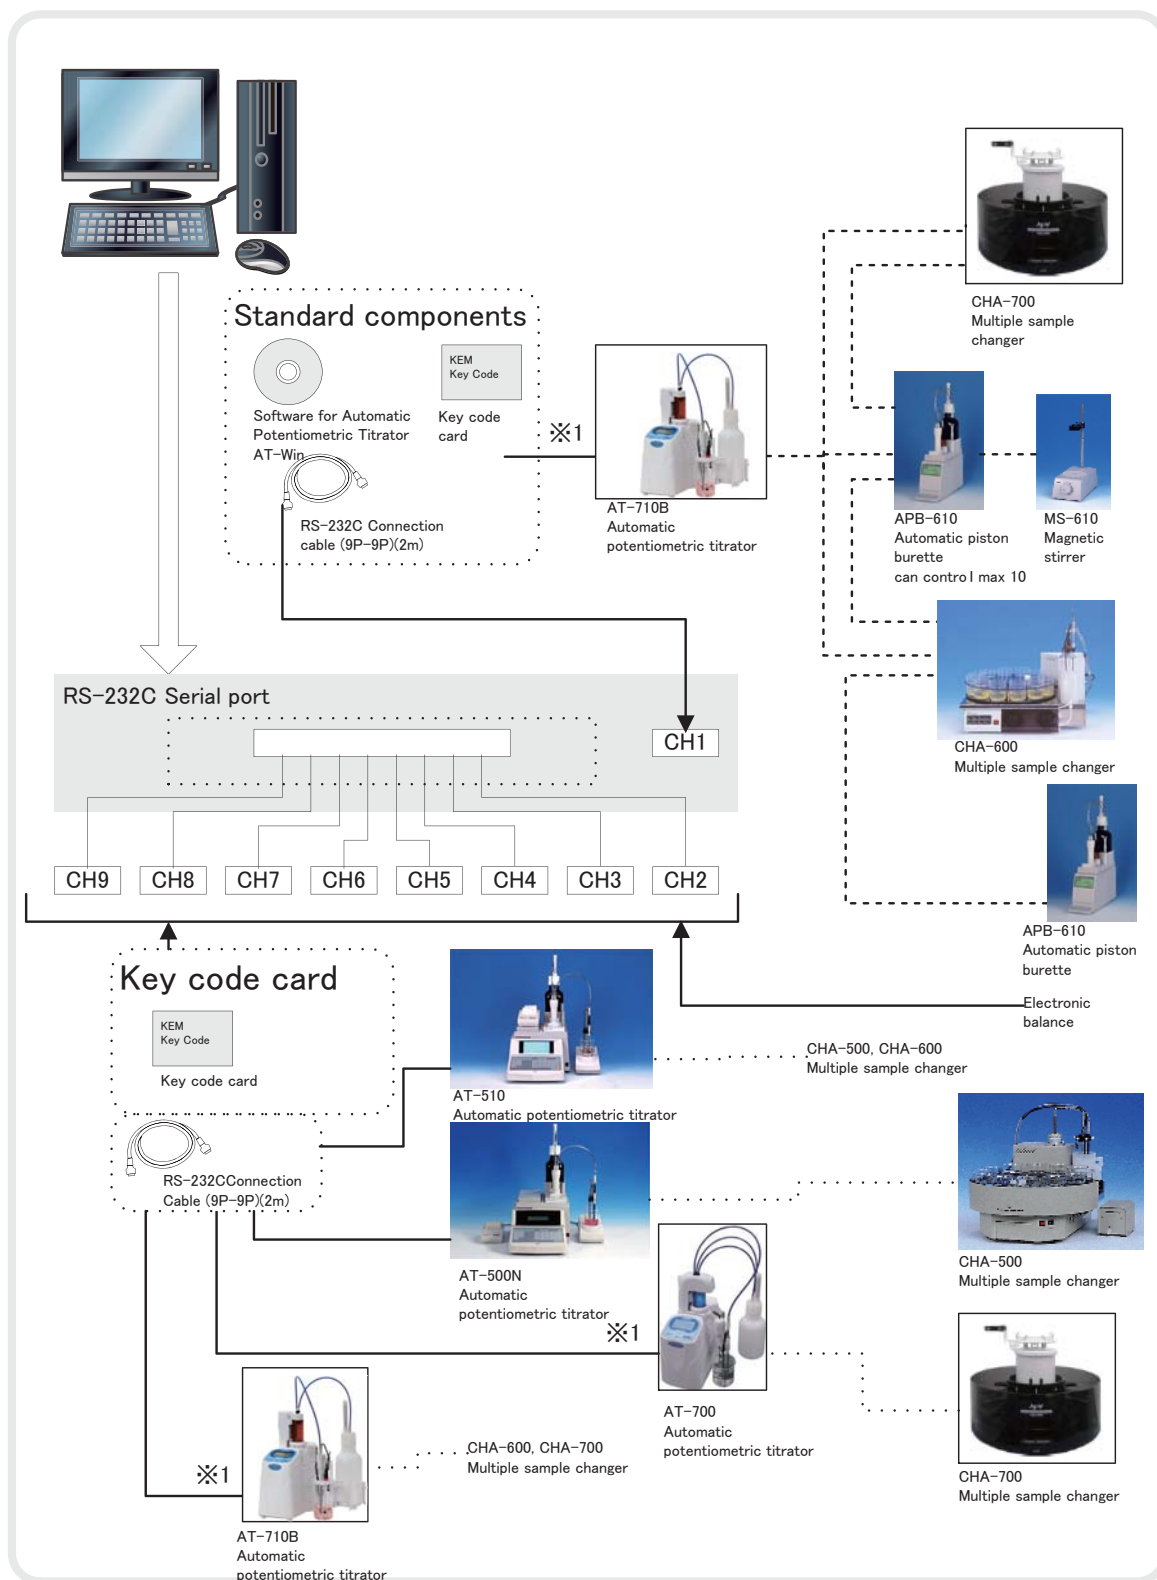 CHA-700
Multiple sample
changer
Standard components
KEM
Key Code
Software for Automatic
Potentiometric Titrator
AT-Win
Key code
card
※1
RS-232C Connection
cable (9P-9P)(2m)
AT-710B
Automatic
potentiometric titrator
APB-610
Automatic piston
burette
can control max 10
MS-610
Magnetic
stirrer
RS-232C Serial port
CH1
CHA-600
Multiple sample changer
CH9
CH8
CH7
CH6
CH5
CH4
CH3
CH2
APB-610
Automatic piston
burette
Key code card
KEM
Key Code
Key code card
Electronic
balance
CHA-500, CHA-600
Multiple sample changer
AT-510
Automatic potentiometric titrator
RS-232CConnection
Cable (9P-9P)(2m)
AT-500N
Automatic
potentiometric titrator
CHA-500
Multiple sample changer
※1
AT-700
Automatic
potentiometric titrator
CHA-600, CHA-700
Multiple sample changer
※1
CHA-700
Multiple sample changer
AT-710B
Automatic
potentiometric titrator